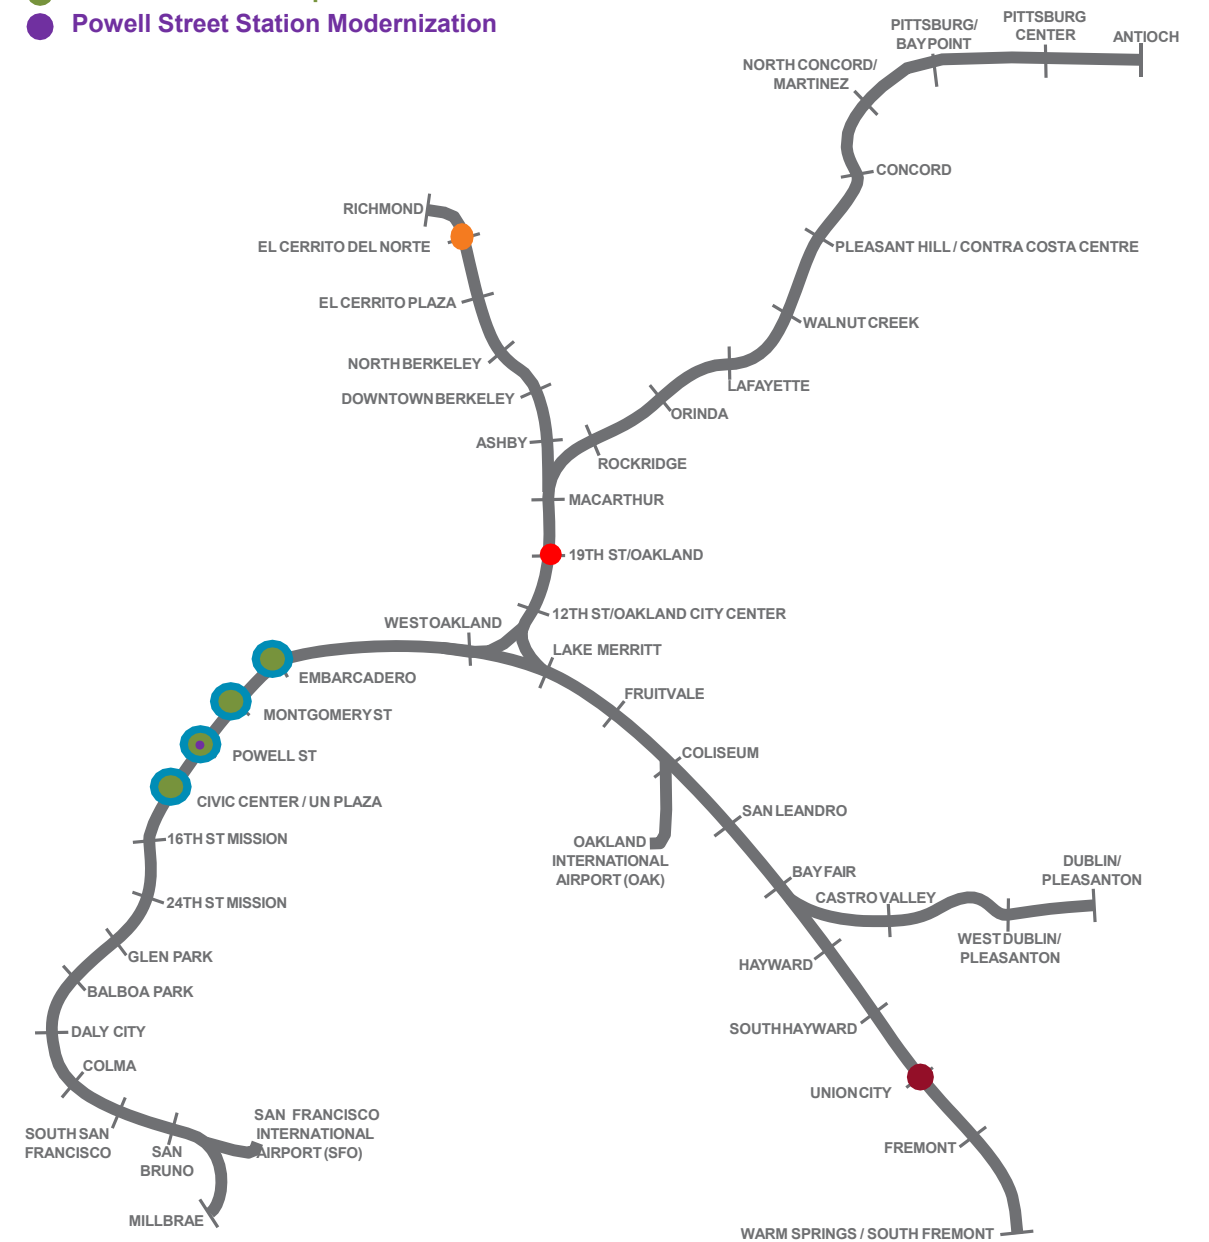 Powell Street Station Modernization
PITTSBURG/
BAY POINT
PITTSBURG
CENTER
ANTIOCH
NORTH CONCORD/
MARTINEZ
CONCORD
RICHMOND
EL CERRITO DEL NORTE
PLEASANT HILL / CONTRA COSTA CENTRE
EL CERRITO PLAZA
WALNUT CREEK
NORTH BERKELEY
LAFAYETTE
DOWNTOWN BERKELEY
ORINDA
ASHBY
ROCKRIDGE
MACARTHUR
19TH ST/OAKLAND
12TH ST/OAKLAND CITY CENTER
WEST OAKLAND
LAKE MERRITT
EMBARCADERO
FRUITVALE
MONTGOMERY ST
POWELL ST
COLISEUM
CIVIC CENTER / UN PLAZA
SAN LEANDRO
16TH ST MISSION
OAKLAND
INTERNATIONAL
AIRPORT (OAK)
BAY FAIR
DUBLIN/
PLEASANTON
CASTRO VALLEY
24TH ST MISSION
WEST DUBLIN/
PLEASANTON
GLEN PARK
HAYWARD
BALBOA PARK
SOUTH HAYWARD
DALY CITY
COLMA
UNION CITY
SAN FRANCISCO
INTERNATIONAL
AIRPORT (SFO)
SOUTH SAN
FRANCISCO
SAN
BRUNO
FREMONT
MILLBRAE
WARM SPRINGS / SOUTH FREMONT